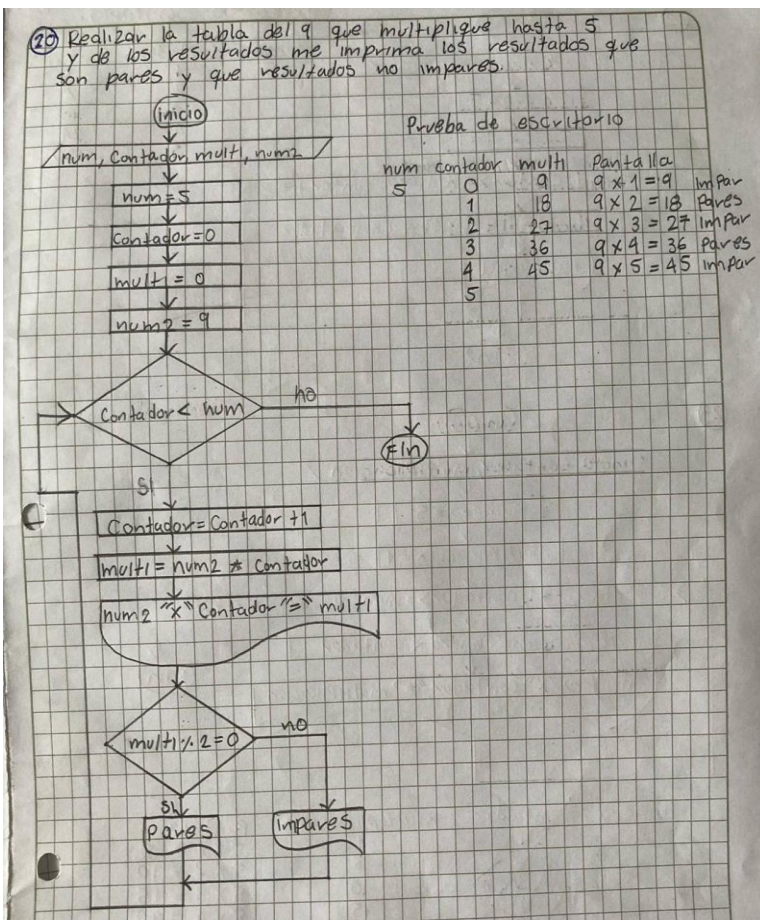 20 Realizar la tabla del 9 que multiplique hasta 5
y de los resultados me imprima los resultados que
son pares y que resultados no impares.
inicio
num, contador, multi, num2
num=5
contador=0
multi = 0
num2 = 9
contador < num
no
Fin
Si
Contador = Contador +1
multi = num2 * contador
num2 "x" Contador "=" multi
multi % 2 = 0
no
Si
Pares
Impares
Prueba de escritorio
num contador multi Pantalla
5 0 9 9 x 1 = 9 Impar
1 18 9 x 2 = 18 Pares
2 27 9 x 3 = 27 Impar
3 36 9 x 4 = 36 Pares
4 45 9 x 5 = 45 Impar
5